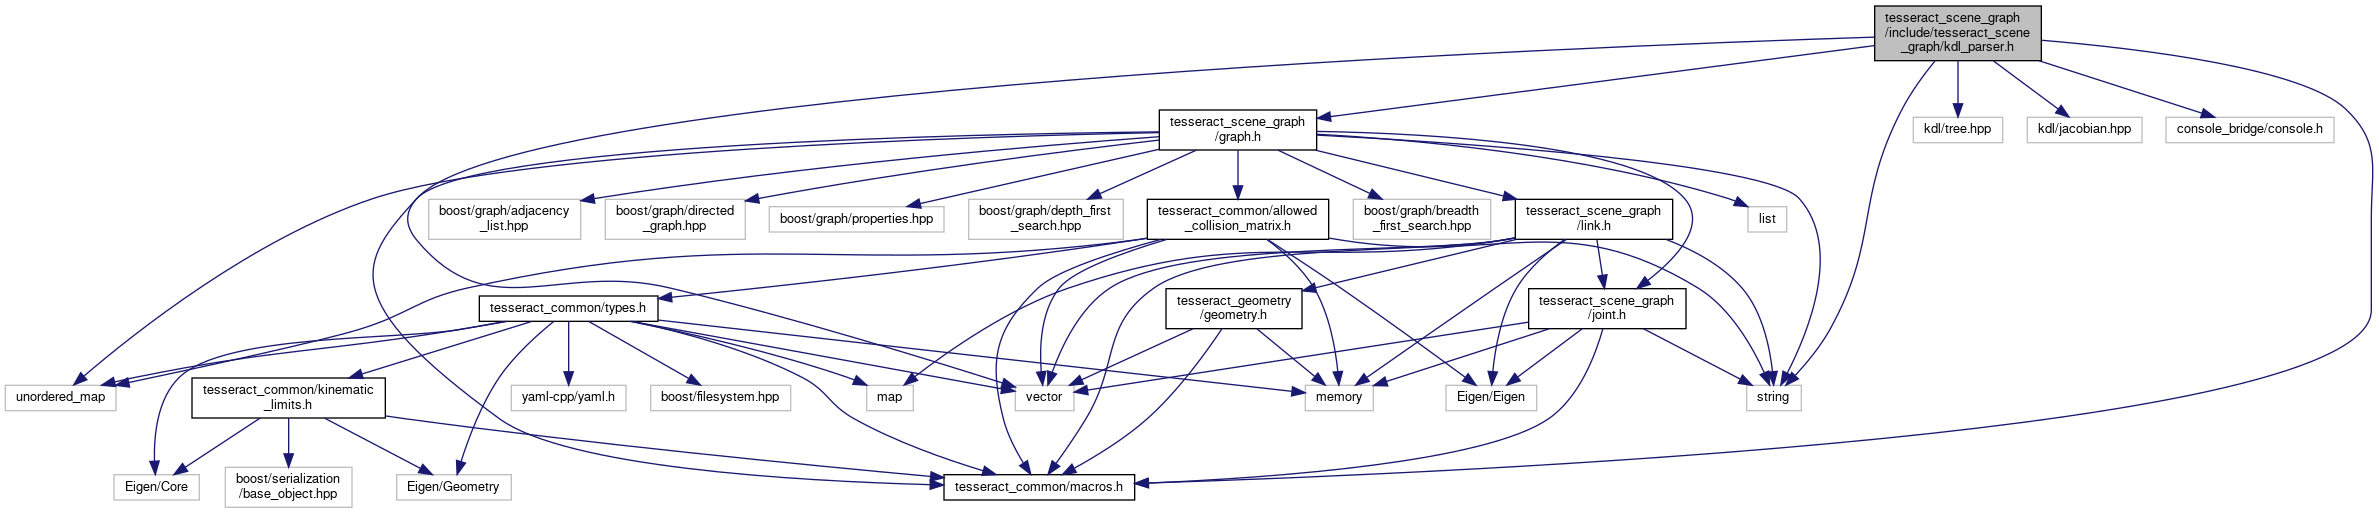 tesseract_scene_graph
/include/tesseract_scene
_graph/kdl_parser.h
tesseract_scene_graph
/graph.h
kdl/tree.hpp
kdl/jacobian.hpp
console_bridge/console.h
boost/graph/adjacency
_list.hpp
boost/graph/directed
_graph.hpp
boost/graph/properties.hpp
boost/graph/depth_first
_search.hpp
tesseract_common/allowed
_collision_matrix.h
boost/graph/breadth
_first_search.hpp
tesseract_scene_graph
/link.h
list
tesseract_common/types.h
tesseract_geometry
/geometry.h
tesseract_scene_graph
/joint.h
unordered_map
tesseract_common/kinematic
_limits.h
yaml-cpp/yaml.h
boost/filesystem.hpp
map
vector
memory
Eigen/Eigen
string
Eigen/Core
boost/serialization
/base_object.hpp
Eigen/Geometry
tesseract_common/macros.h